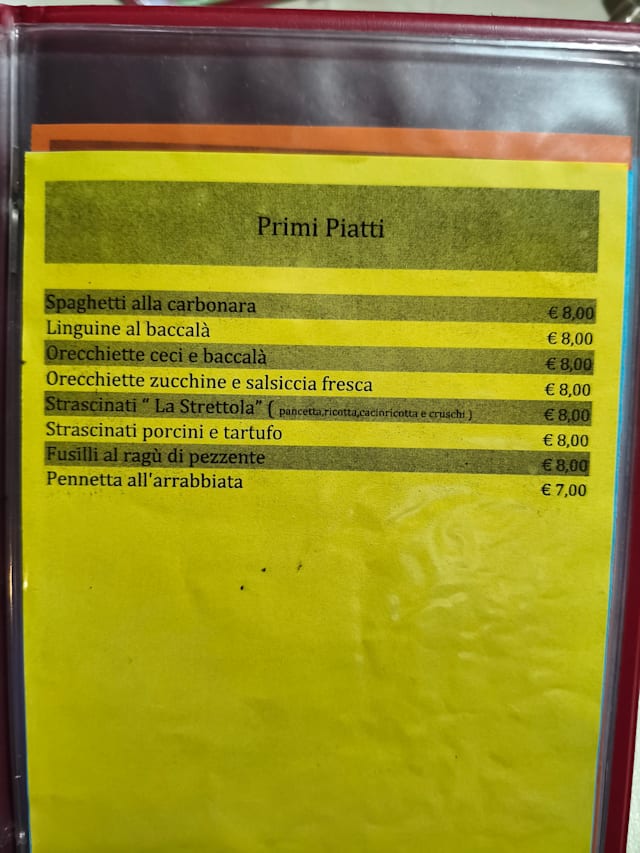 Primi Piatti
Spaghetti alla carbonara € 8,00
Linguine al baccalà € 8,00
Orecchiette ceci e baccalà € 8,00
Orecchiette zucchine e salsiccia fresca € 8,00
Strascinati “ La Strettola” ( pancetta,ricotta,cacioricotta e cruschi ) € 8,00
Strascinati porcini e tartufo € 8,00
Fusilli al ragù di pezzente € 8,00
Pennetta all'arrabbiata € 7,00